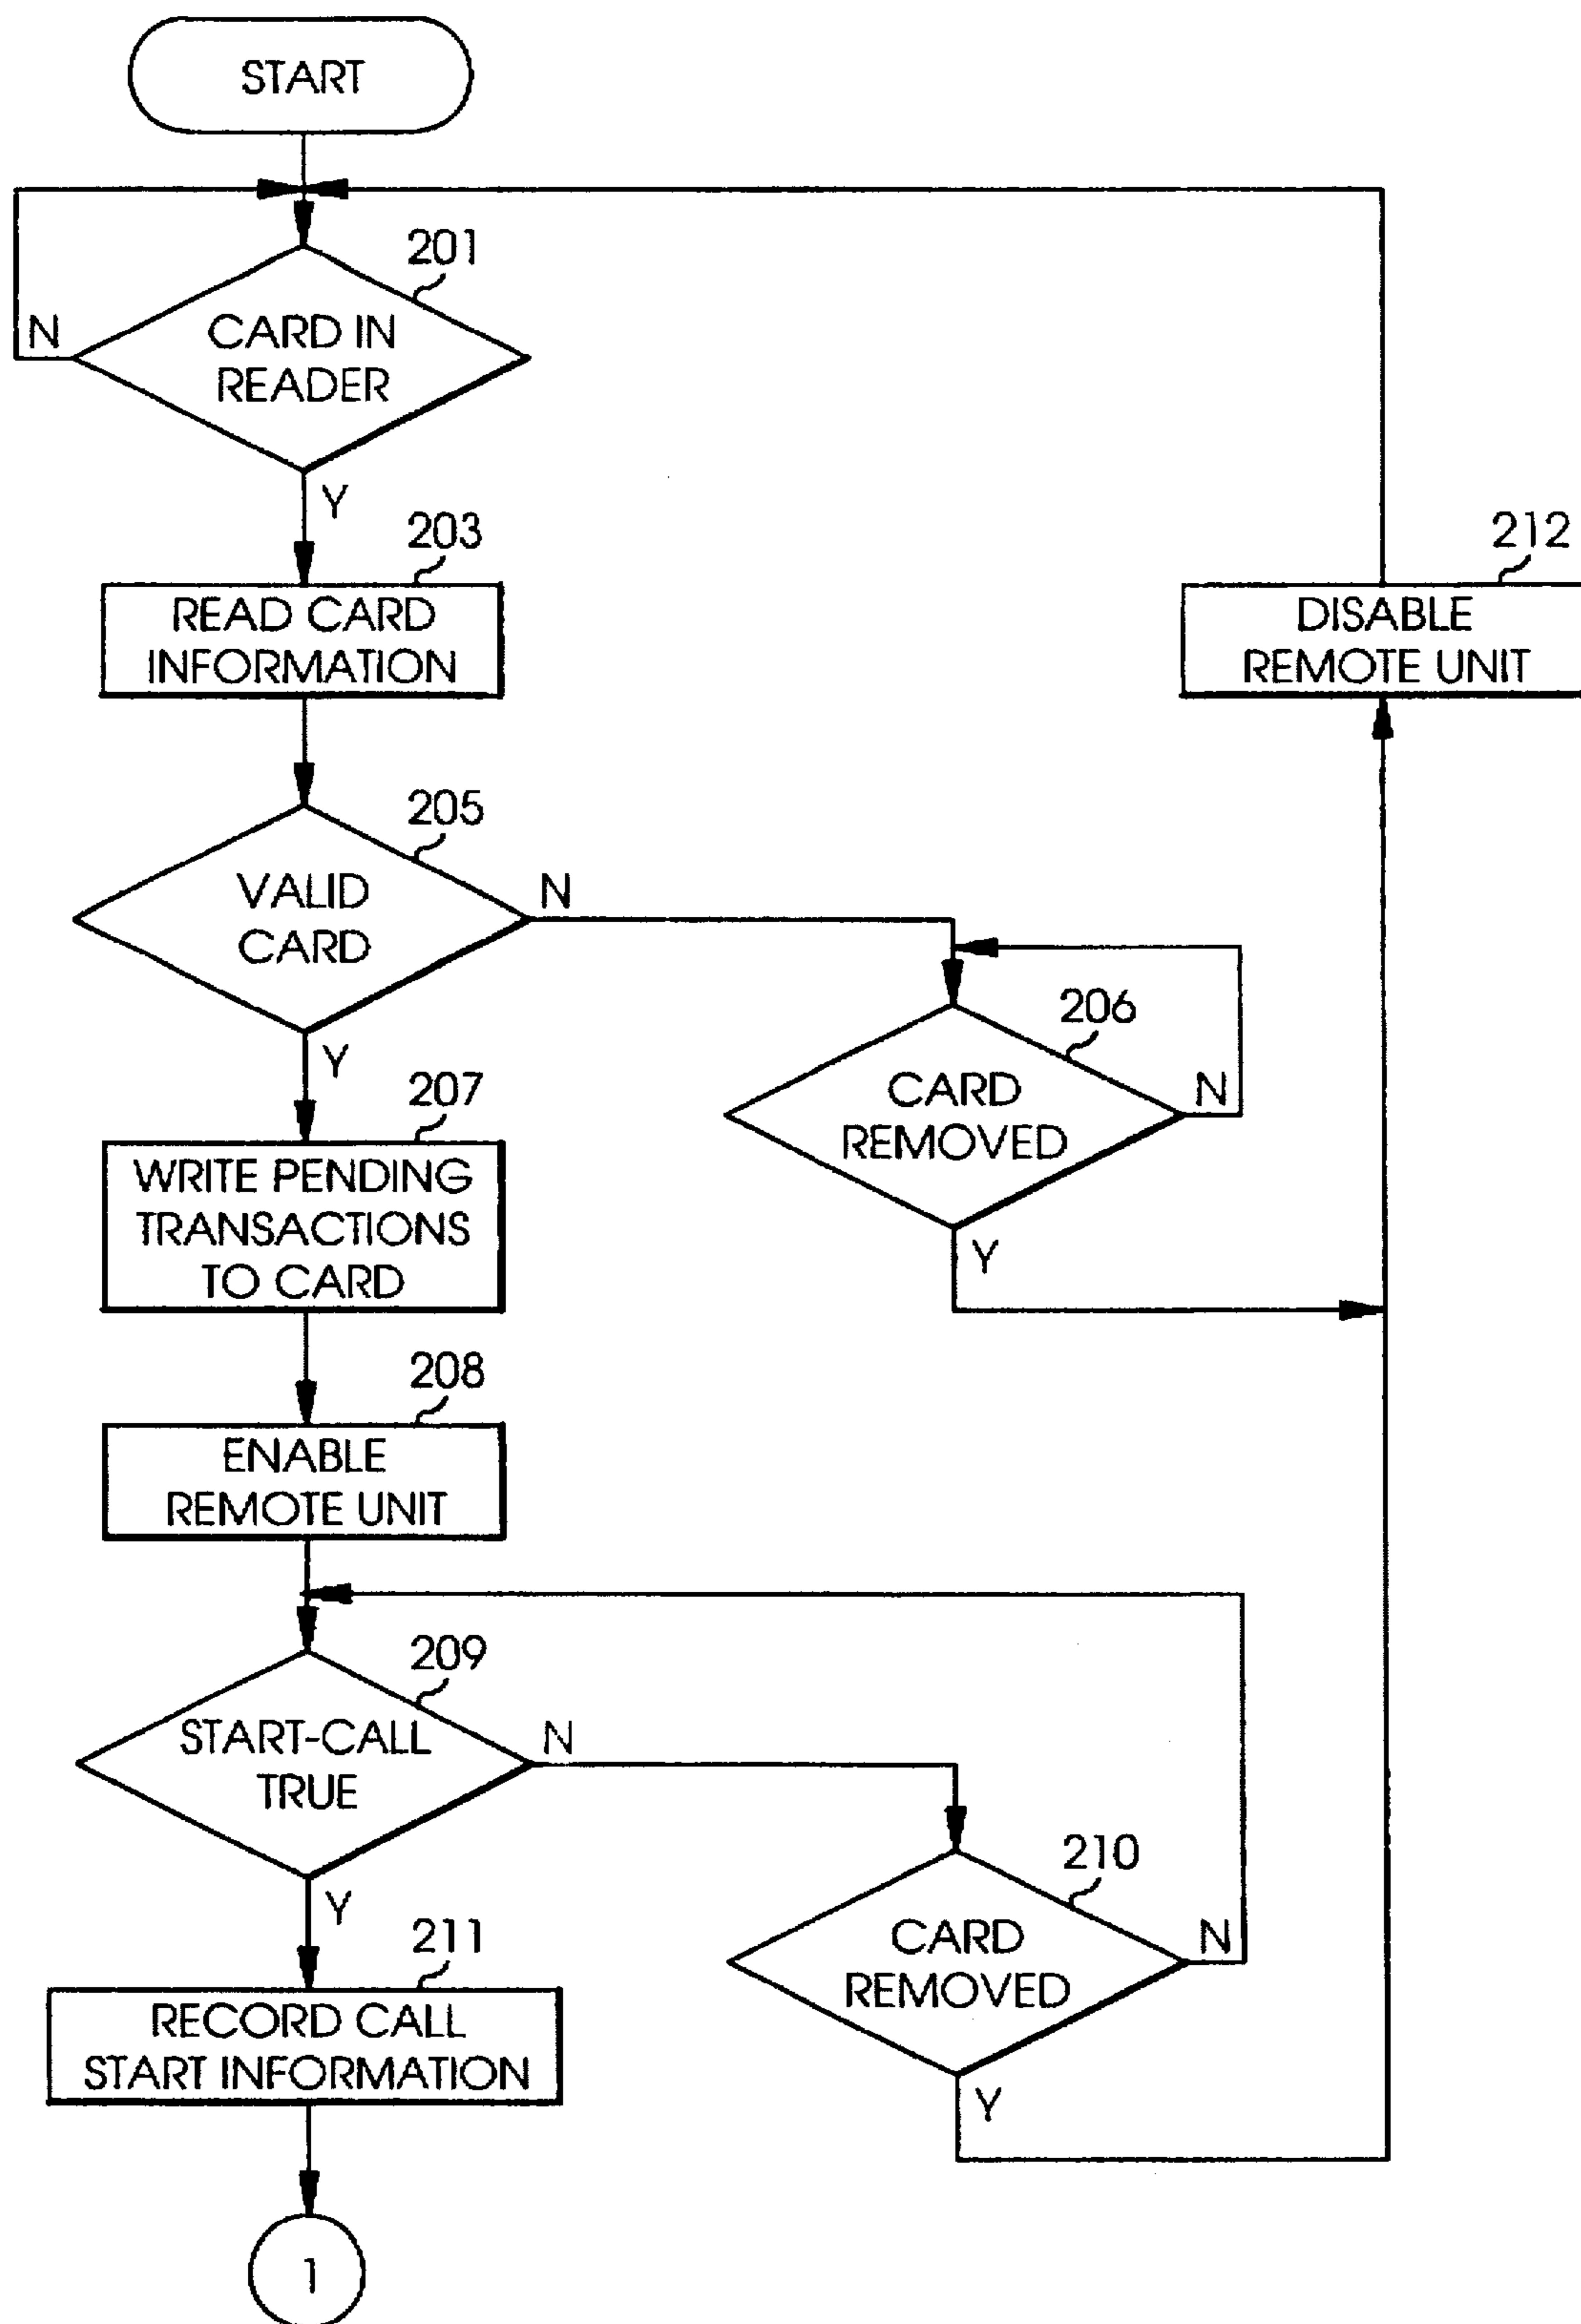 START
201
N
CARD IN
READER
Y
203
READ CARD
INFORMATION
212
DISABLE
REMOTE UNIT
205
VALID
CARD
N
Y
206
CARD
REMOVED
N
Y
207
WRITE PENDING
TRANSACTIONS
TO CARD
208
ENABLE
REMOTE UNIT
209
START-CALL
TRUE
N
Y
210
CARD
REMOVED
N
Y
211
RECORD CALL
START INFORMATION
1